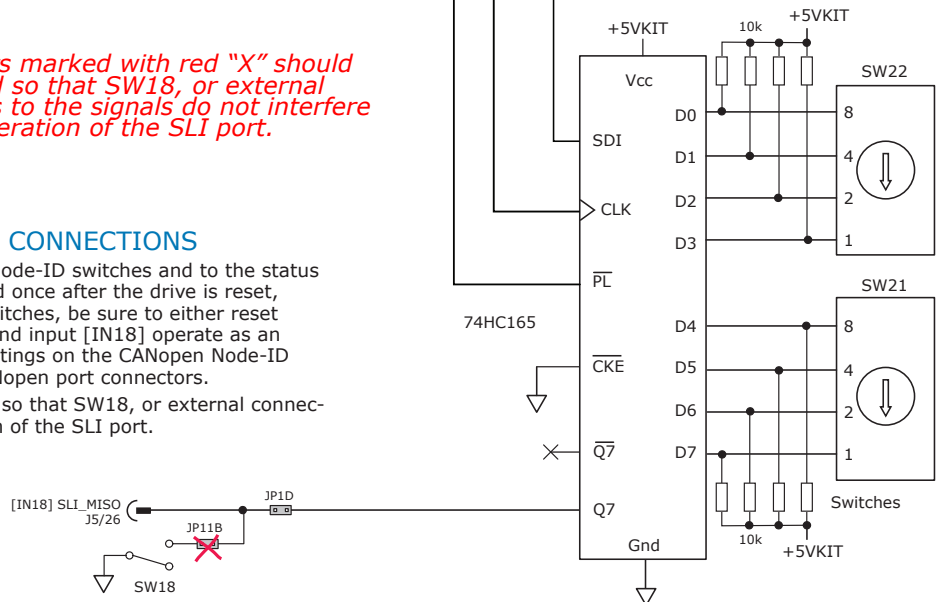 s marked with red “X” should
so that SW18, or external
s to the signals do not interfere
eration of the SLI port.
CONNECTIONS
ode-ID switches and to the status
d once after the drive is reset,
itches, be sure to either reset
nd input [IN18] operate as an
ttings on the CANopen Node-ID
open port connectors.
so that SW18, or external connec-
n of the SLI port.
[IN18] SLI_MISO
J5/26
JP1D
JP11B
SW18
+5VKIT
Vcc
SDI
CLK
PL
74HC165
CKE
Q7
Q7
Gnd
D0
D1
D2
D3
D4
D5
D6
D7
10k
+5VKIT
SW22
8
4
2
1
SW21
8
4
2
1
Switches
10k
+5VKIT